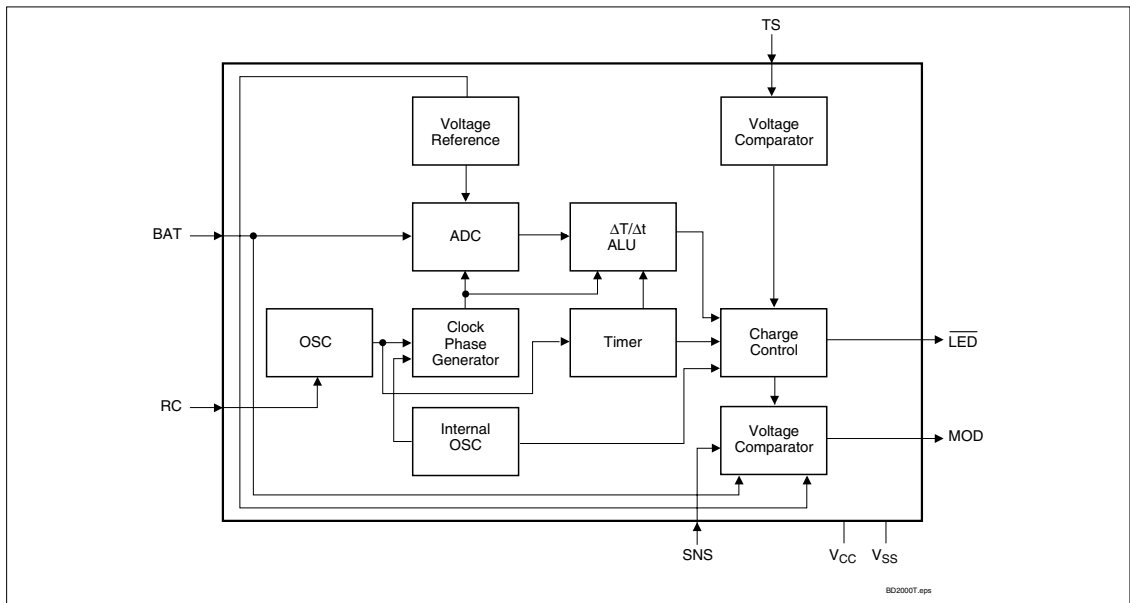 TS
Voltage
Reference
Voltage
Comparator
BAT
ADC
ΔT/Δt
ALU
OSC
Clock
Phase
Generator
Timer
Charge
Control
LED
RC
Internal
OSC
Voltage
Comparator
MOD
SNS
VCC
VSS
BD2000T.eps